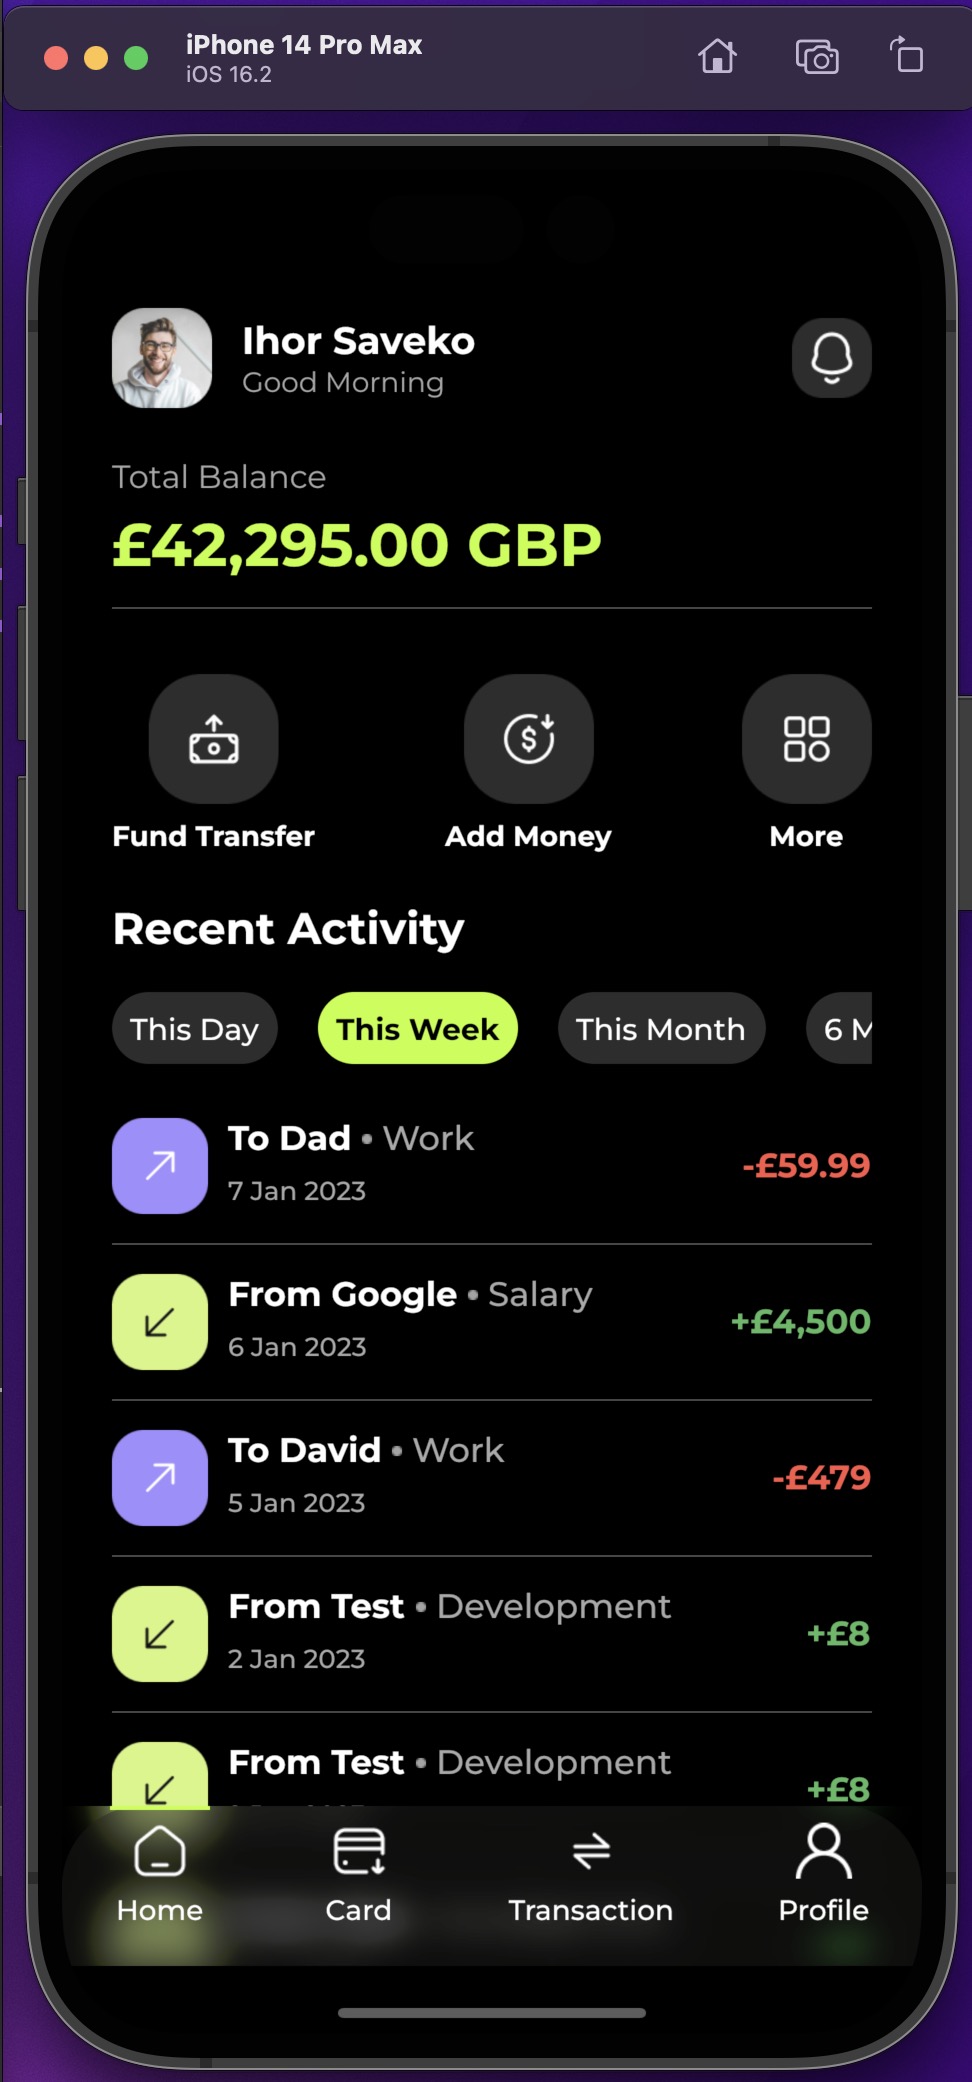 iPhone 14 Pro Max
iOS 16.2
Ihor Saveko
Good Morning
Total Balance
£42,295.00 GBP
Fund Transfer
Add Money
More
Recent Activity
This Day
This Week
This Month
6 M
To Dad • Work
7 Jan 2023
-£59.99
From Google • Salary
6 Jan 2023
+£4,500
To David • Work
5 Jan 2023
-£479
From Test • Development
2 Jan 2023
+£8
From Test • Development
+£8
Home
Card
Transaction
Profile